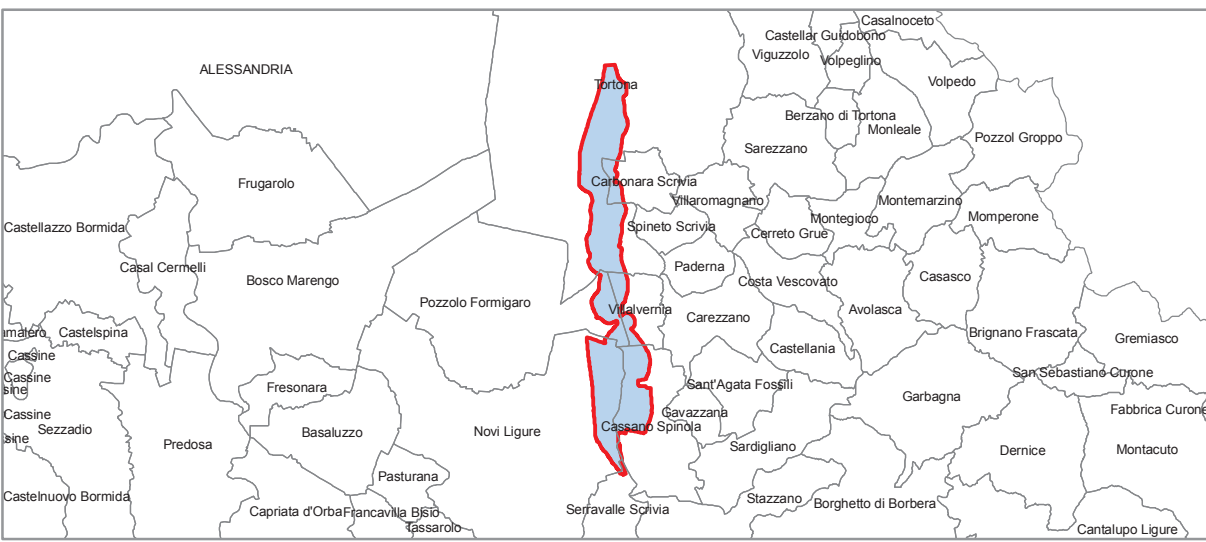 Casalnoceto
Castellar Guidobono
Viguzzolo
Volpeglino
ALESSANDRIA
Tortona
Volpedo
Berzano di Tortona
Monleale
Pozzol Groppo
Sarezzano
Frugarolo
Carbonara Scrivia
Villaromagnano
Montemarzino
Castellazzo Bormida
Spineto Scrivia
Montegioco
Momperone
Cerreto Grue
Casal Cermelli
Paderna
Bosco Marengo
Costa Vescovato
Casasco
Pozzolo Formigaro
Villalvernia
Carezzano
Avolasca
Castelspina
Brignano Frascata
Gremiasco
Cassine
Castellania
Cassine
San Sebastiano Curone
sine
Fresonara
Sant'Agata Fossili
Garbagna
Cassine
Gavazzana
Fabbrica Curone
Sezzadio
Cassano Spinola
sine
Basaluzzo
Novi Ligure
Predosa
Sardigliano
Dernice
Montacuto
Pasturana
Castelnuovo Bormida
Stazzano
Borghetto di Borbera
Capriata d'Orba
Francavilla Bisio
Serravalle Scrivia
Tassarolo
Cantalupo Ligure